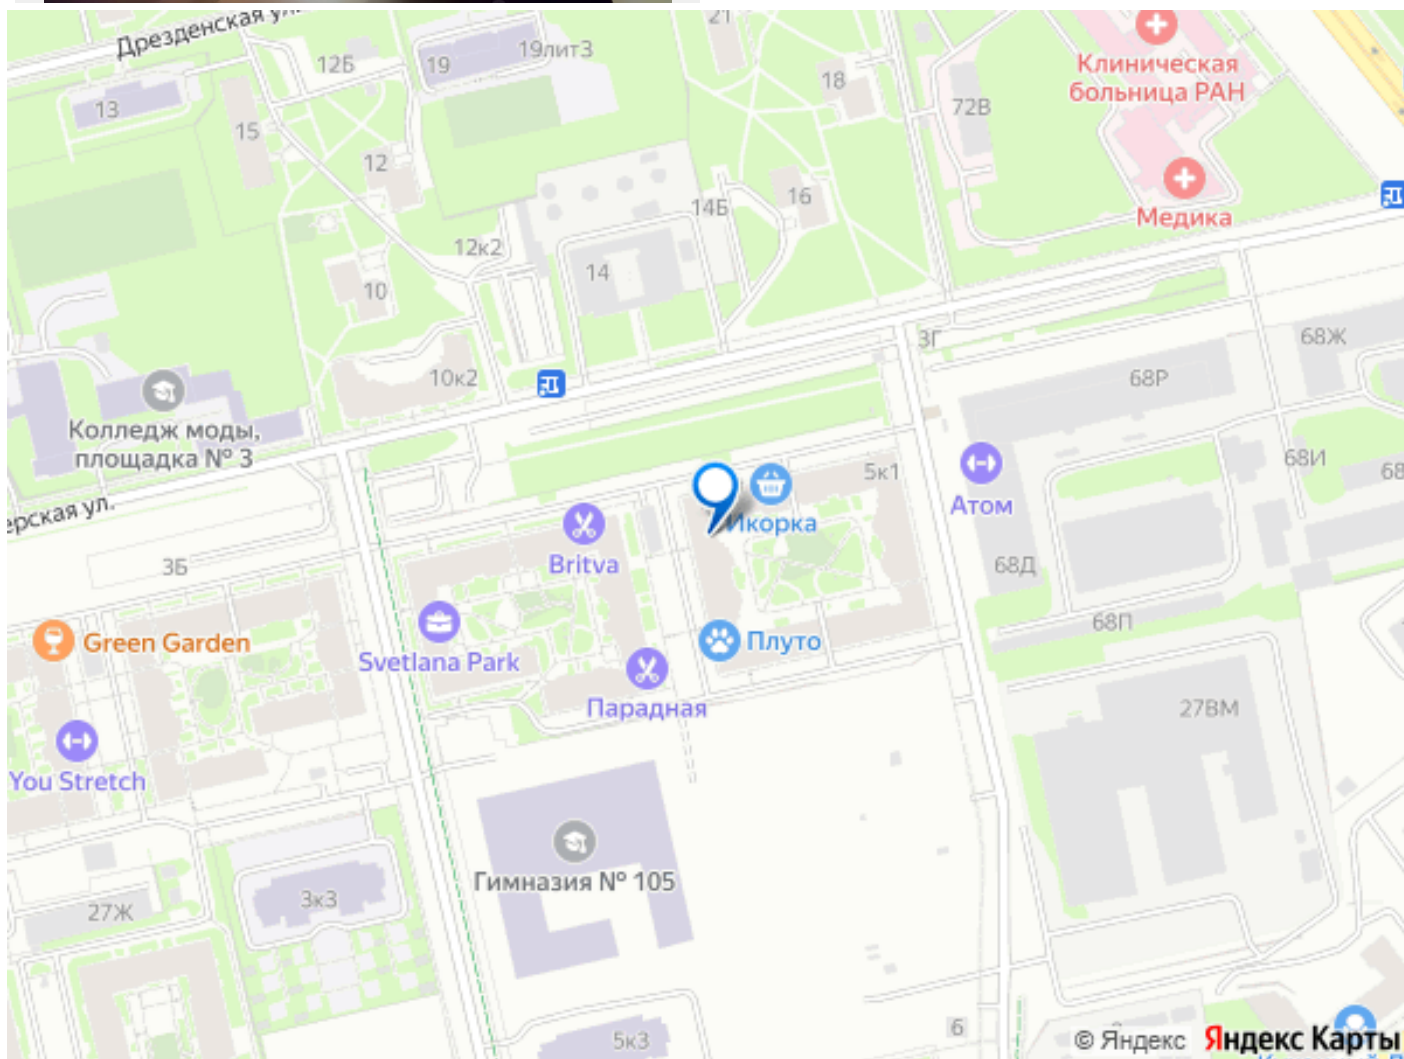 Дрезденская ул.
21
19лит3
12Б
19
13
15
18
Клиническая
больница РАН
72В
12
Медика
16
14Б
12к2
14
10
3Г
68Ж
10к2
68Р
Колледж моды,
площадка № 3
5к1
68И
68
Икорка
Атом
ерская ул.
Britva
3Б
68Д
68П
Green Garden
Svetlana Park
Плуто
Парадная
27ВМ
You Stretch
Гимназия № 105
3к3
27Ж
6
5к3
© Яндекс Яндекс Карты